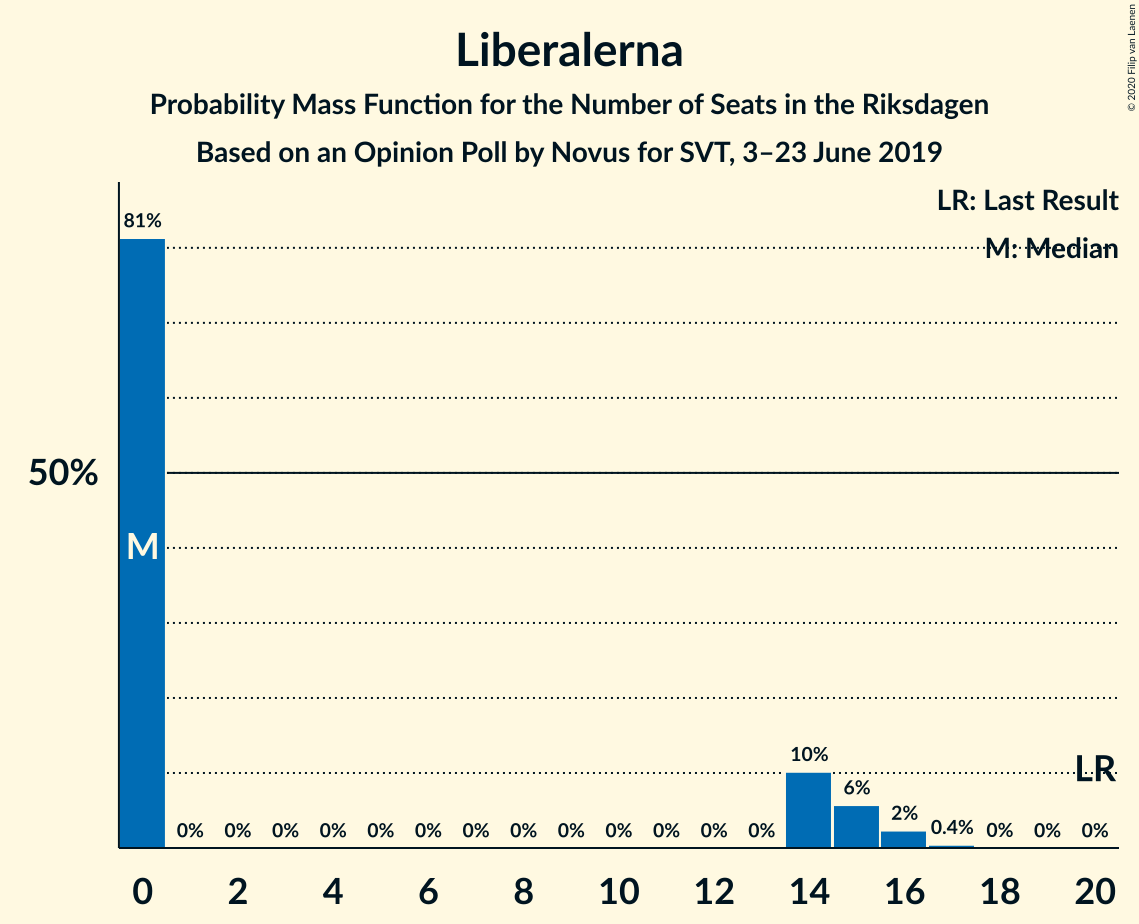 Liberalerna
Probability Mass Function for the Number of Seats in the Riksdagen
Based on an Opinion Poll by Novus for SVT, 3–23 June 2019
© 2020 Filip van Laenen
LR: Last Result
M: Median
81%
50%
M
10%
LR
6%
2%
0% 0% 0% 0% 0% 0% 0% 0% 0% 0% 0% 0% 0% 0.4% 0% 0% 0%
0 2 4 6 8 10 12 14 16 18 20